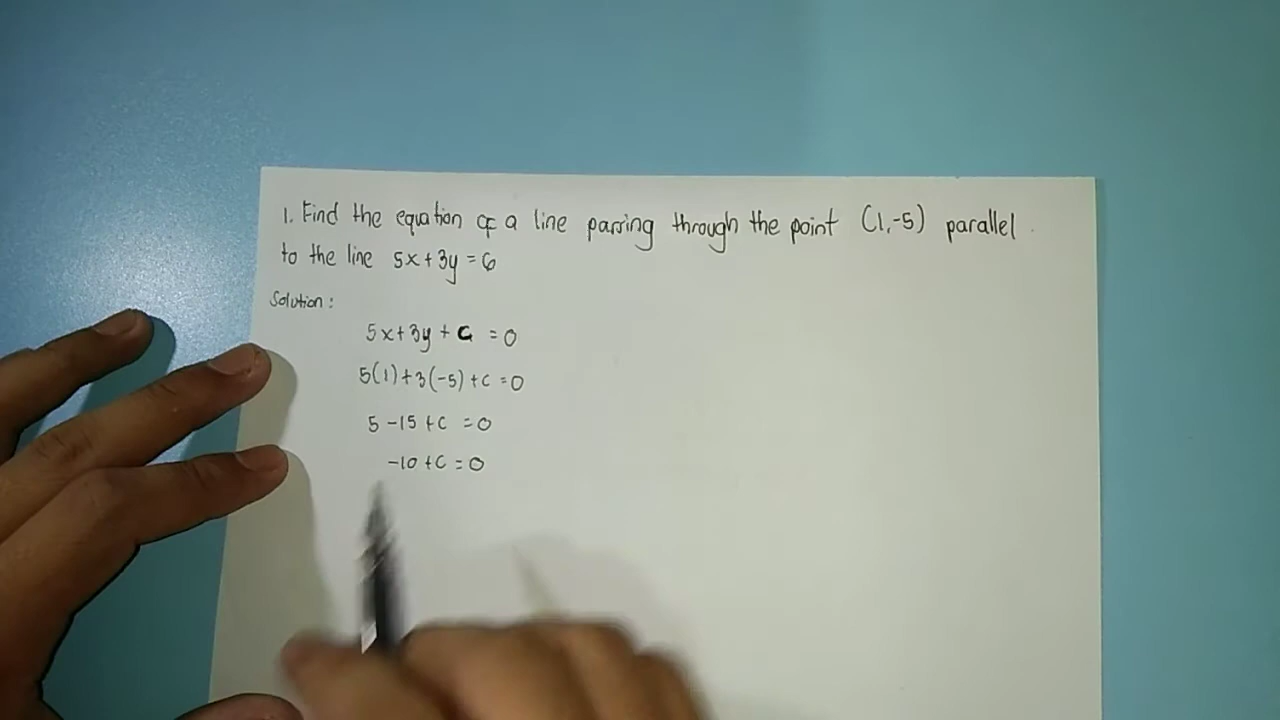 1. Find the equation of a line passing through the point (1,-5) parallel
to the line 5x+3y=6
Solution:
5x+3y+C=0
5(1)+3(-5)+C=0
5-15+C=0
-10+C=0